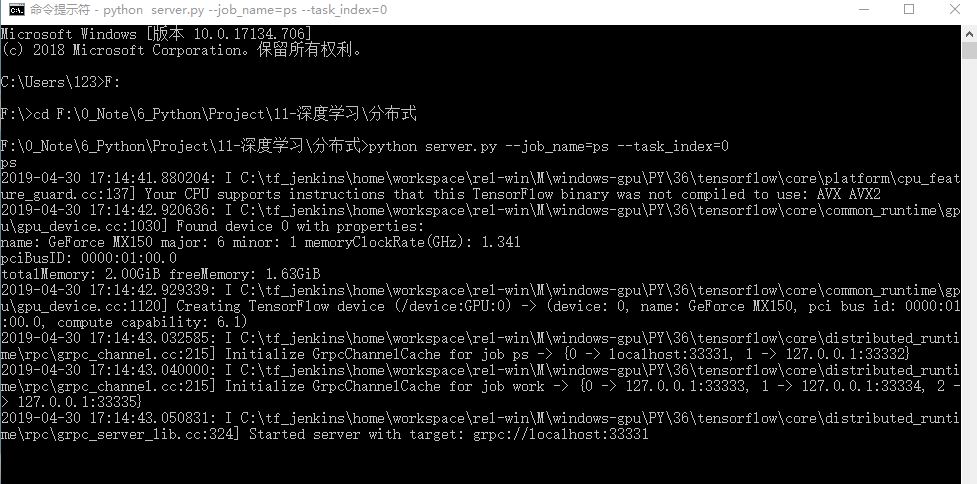 命令提示符 - python  server.py --job_name=ps --task_index=0
Microsoft Windows [版本 10.0.17134.706]
(c) 2018 Microsoft Corporation。保留所有权利。
C:\Users\123>F:
F:\>cd F:\0_Note\6_Python\Project\11-深度学习\分布式
F:\0_Note\6_Python\Project\11-深度学习\分布式>python server.py --job_name=ps --task_index=0
ps
2019-04-30 17:14:41.880204: I C:\tf_jenkins\home\workspace\rel-win\M\windows-gpu\PY\36\tensorflow\core\platform\cpu_feat
ure_guard.cc:137] Your CPU supports instructions that this TensorFlow binary was not compiled to use: AVX AVX2
2019-04-30 17:14:42.920636: I C:\tf_jenkins\home\workspace\rel-win\M\windows-gpu\PY\36\tensorflow\core\common_runtime\gp
u\gpu_device.cc:1030] Found device 0 with properties:
name: GeForce MX150 major: 6 minor: 1 memoryClockRate(GHz): 1.341
pciBusID: 0000:01:00.0
totalMemory: 2.00GiB freeMemory: 1.63GiB
2019-04-30 17:14:42.929339: I C:\tf_jenkins\home\workspace\rel-win\M\windows-gpu\PY\36\tensorflow\core\common_runtime\gp
u\gpu_device.cc:1120] Creating TensorFlow device (/device:GPU:0) -> (device: 0, name: GeForce MX150, pci bus id: 0000:01
:00.0, compute capability: 6.1)
2019-04-30 17:14:43.032585: I C:\tf_jenkins\home\workspace\rel-win\M\windows-gpu\PY\36\tensorflow\core\distributed_runti
me\rpc\grpc_channel.cc:215] Initialize GrpcChannelCache for job ps -> {0 -> localhost:33331, 1 -> 127.0.0.1:33332}
2019-04-30 17:14:43.040000: I C:\tf_jenkins\home\workspace\rel-win\M\windows-gpu\PY\36\tensorflow\core\distributed_runti
me\rpc\grpc_channel.cc:215] Initialize GrpcChannelCache for job work -> {0 -> 127.0.0.1:33333, 1 -> 127.0.0.1:33334, 2 -
> 127.0.0.1:33335}
2019-04-30 17:14:43.050831: I C:\tf_jenkins\home\workspace\rel-win\M\windows-gpu\PY\36\tensorflow\core\distributed_runti
me\rpc\grpc_server_lib.cc:324] Started server with target: grpc://localhost:33331